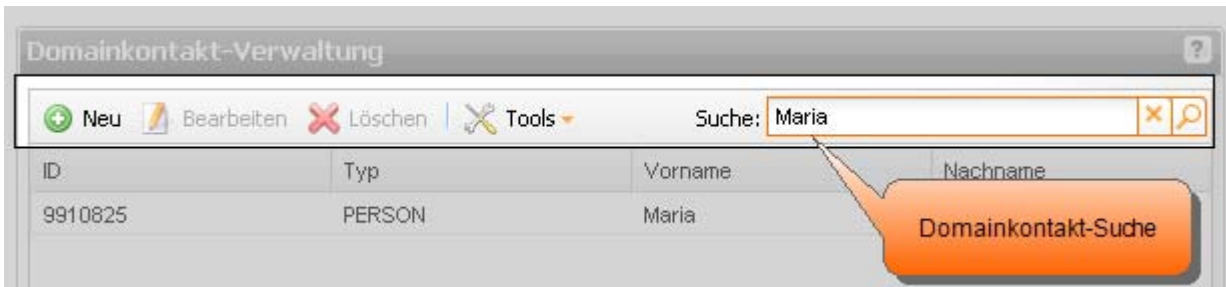 Domainkontakt-Verwaltung ?
Neu Bearbeiten Löschen Tools Suche: Maria
ID Typ Vorname Nachname
9910825 PERSON Maria
Domainkontakt-Suche